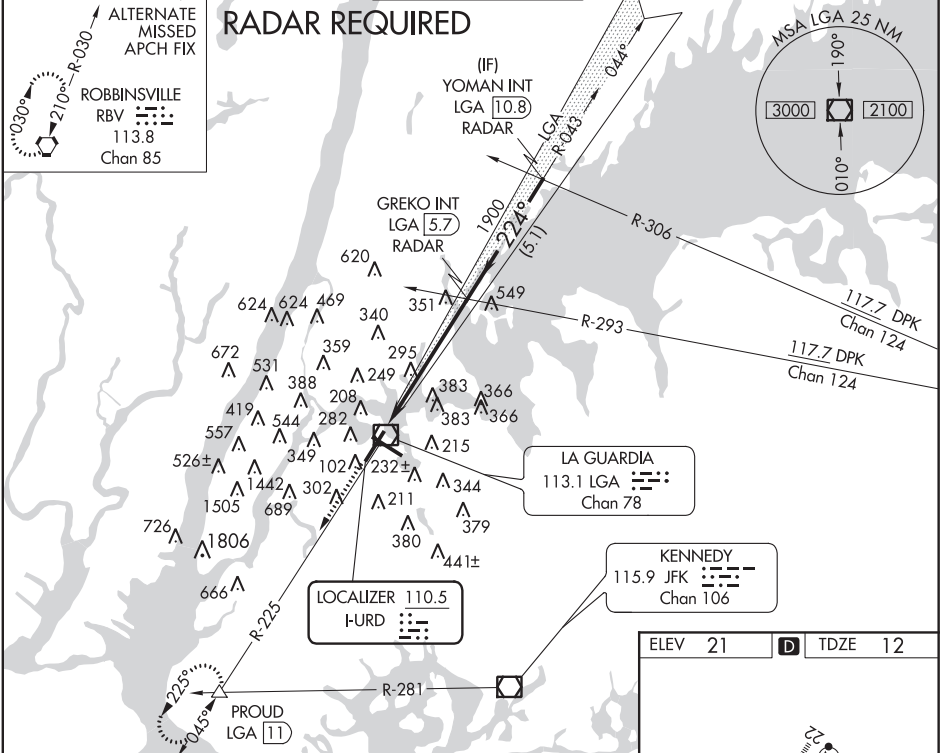 ALTERNATE
MISSED
APCH FIX
R-030
030°
210°
ROBBINSVILLE
RBV
113.8
Chan 85
RADAR REQUIRED
(IF)
YOMAN INT
LGA 10.8
RADAR
044°
LGA
R-043
MSA LGA 25 NM
190°
3000
2100
010°
GREKO INT
LGA 5.7
RADAR
1900
224°
(5.1)
R-306
117.7 DPK
Chan 124
R-293
117.7 DPK
Chan 124
620
351
549
624
624
469
340
672
531
359
295
388
249
383
366
419
208
383
366
557
544
282
349
215
526±
102
232±
1442
302
344
1505
689
211
379
726
380
1806
441±
666
LA GUARDIA
113.1 LGA
Chan 78
KENNEDY
115.9 JFK
Chan 106
LOCALIZER 110.5
I-URD
R-225
225°
045°
PROUD
LGA 11
R-281
ELEV 21
D
TDZE 12
22